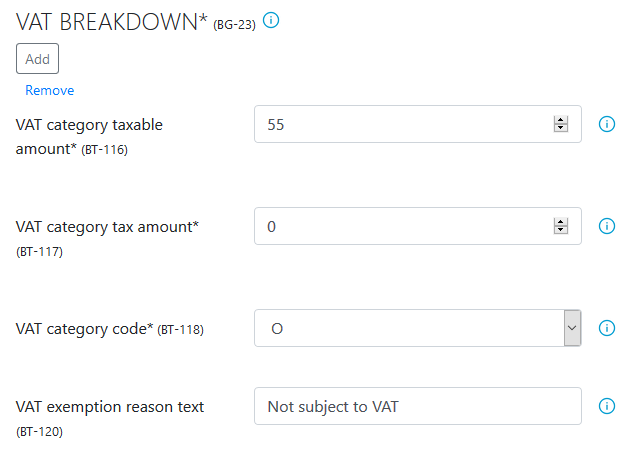 VAT BREAKDOWN* (BG-23)
Add
Remove
VAT category taxable
amount* (BT-116)
55
VAT category tax amount*
(BT-117)
0
VAT category code* (BT-118)
O
VAT exemption reason text
(BT-120)
Not subject to VAT